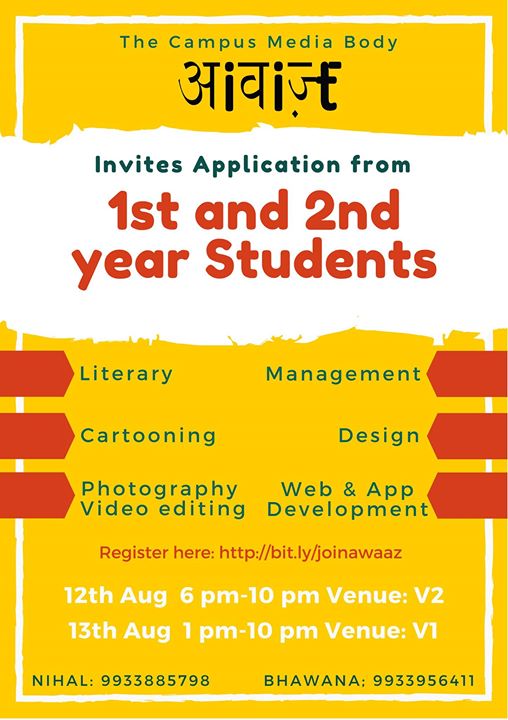 The Campus Media Body
आiवाiज़t
Invites Application from
1st and 2nd
year Students
Literary
Management
Cartooning
Design
Photography
Video editing
Web & App
Development
Register here: http://bit.ly/joinawaaz
12th Aug 6 pm-10 pm Venue: V2
13th Aug 1 pm-10 pm Venue: V1
NIHAL: 9933885798
BHAWANA; 9933956411